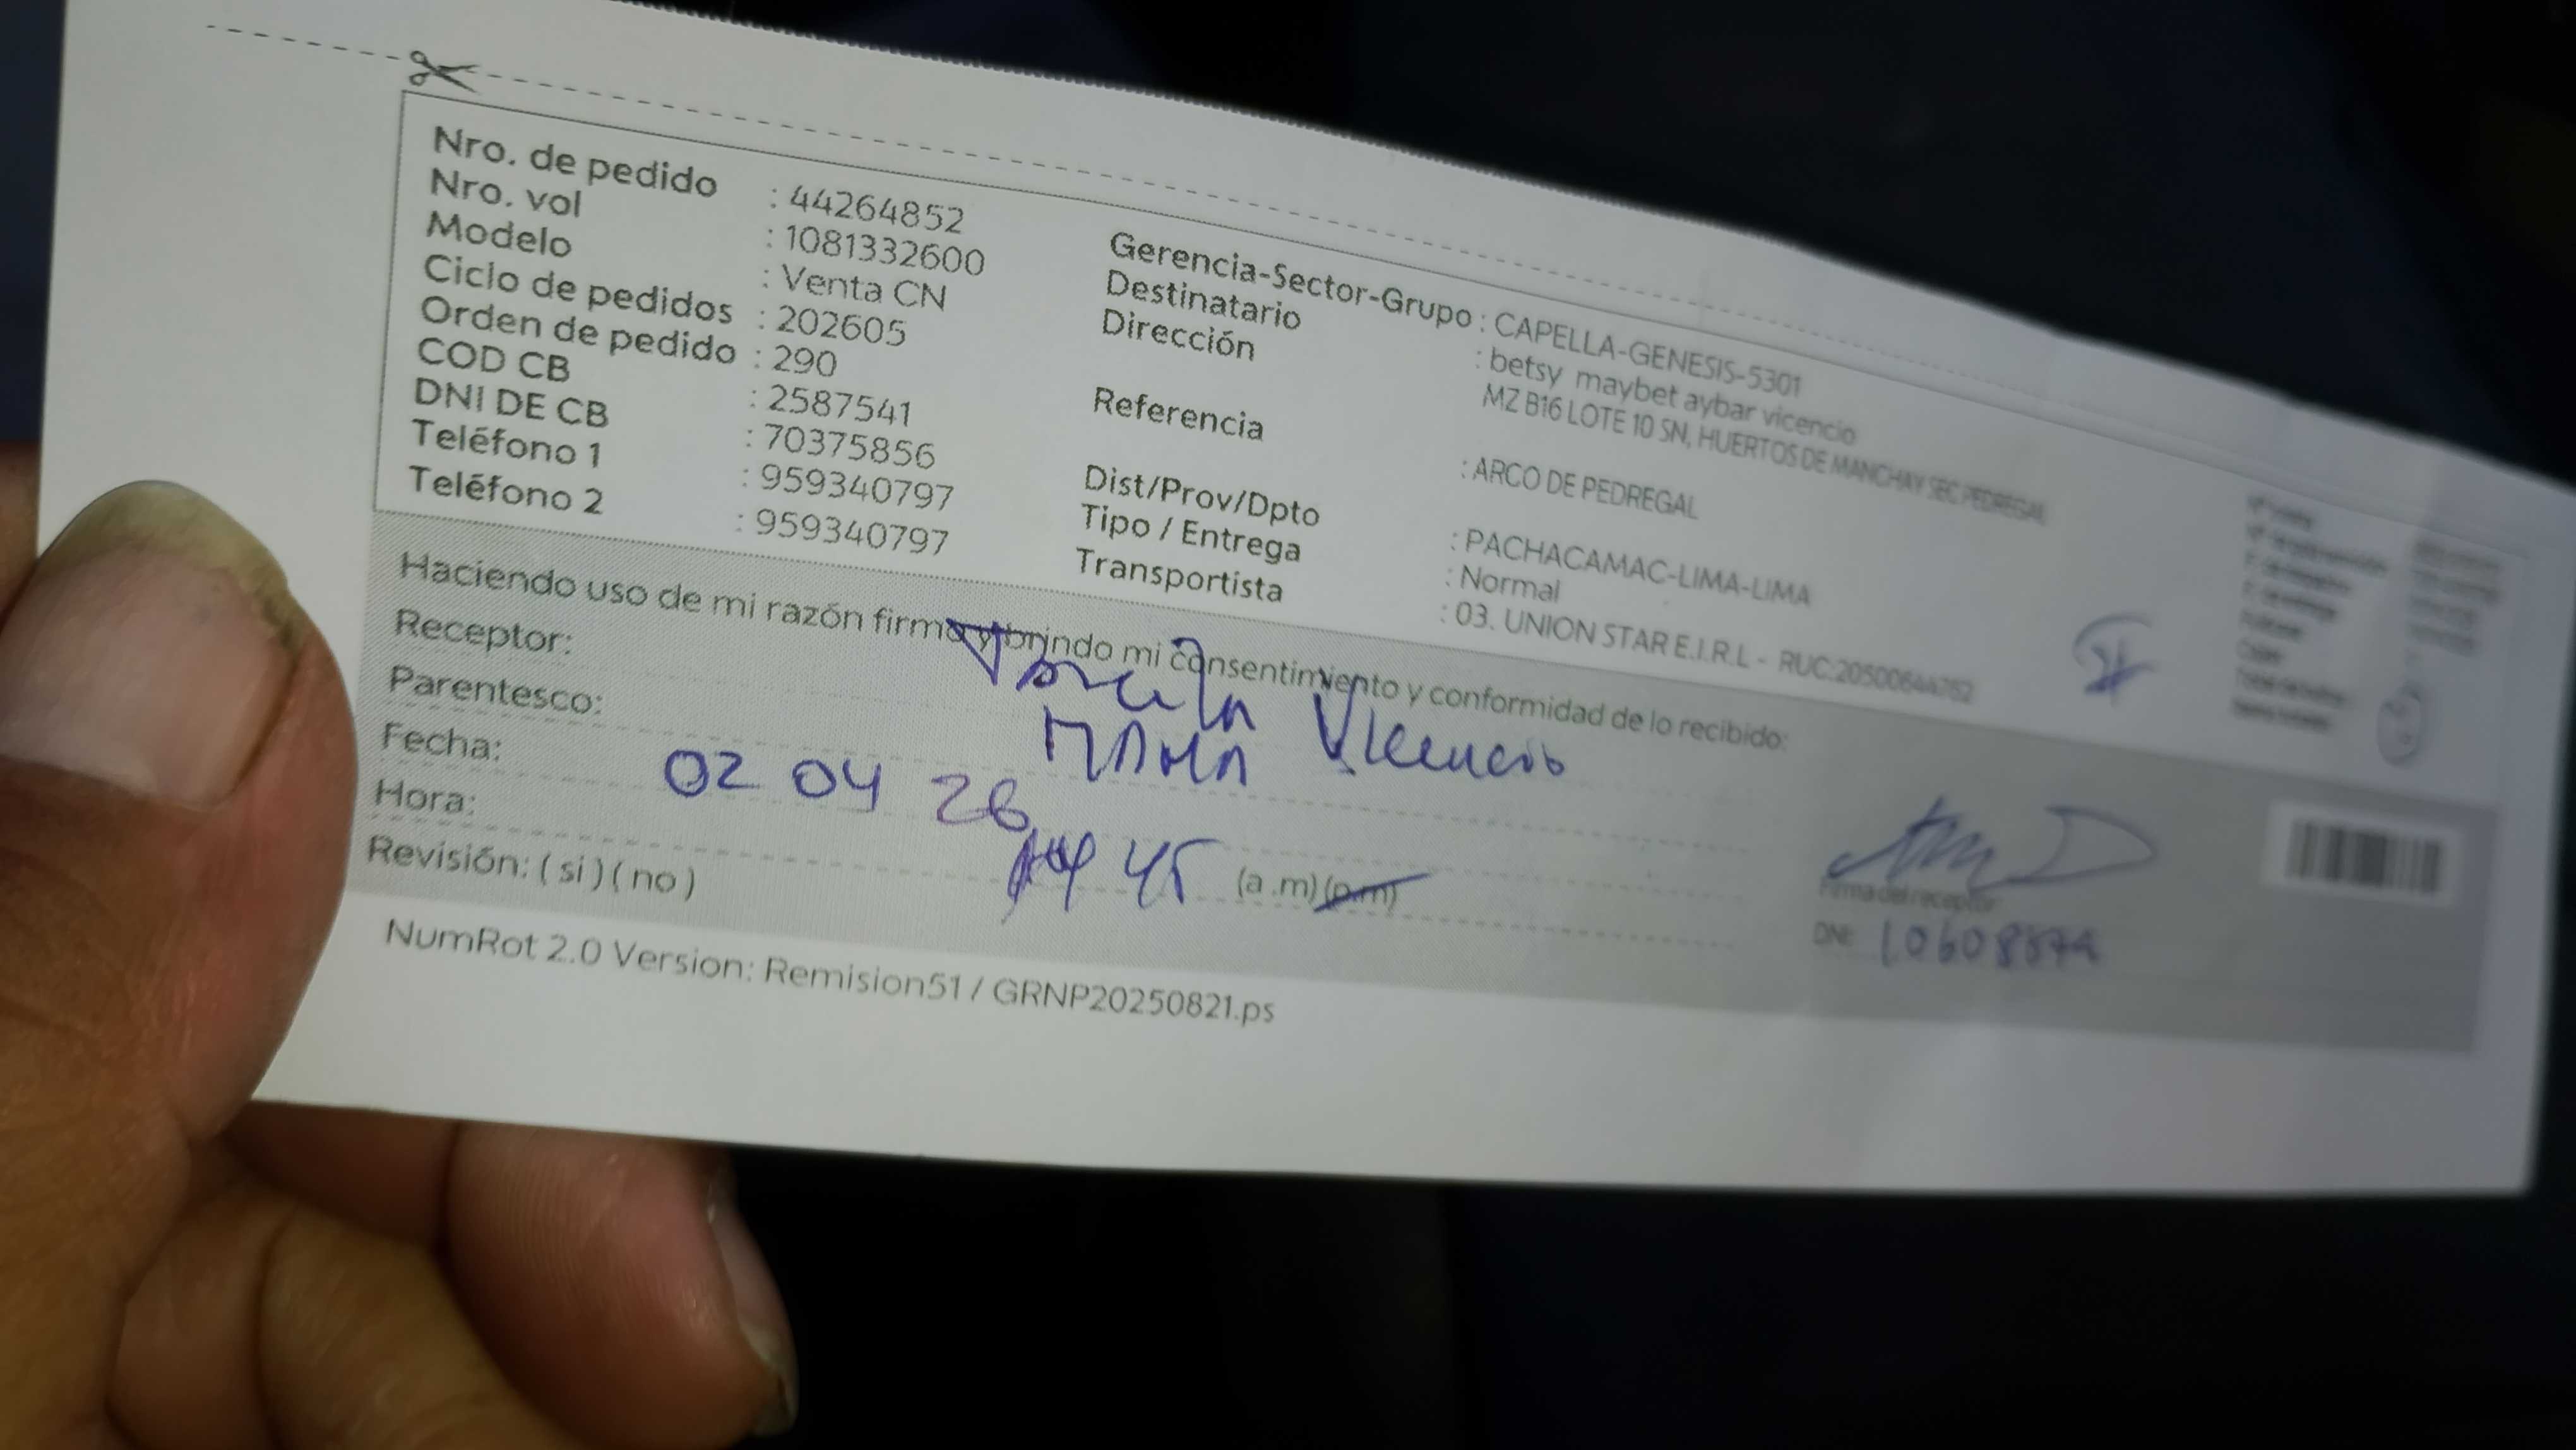 Nro. de pedido : 44264852
Nro. vol : 1081332600
Modelo : Venta CN
Ciclo de pedidos : 202605
Orden de pedido : 290
COD CB : 2587541
DNI DE CB : 70375856
Teléfono 1 : 959340797
Teléfono 2 : 959340797
Gerencia-Sector-Grupo : CAPELLA-GENESIS-5301
Destinatario : betsy maybet aybar vicencio
Dirección MZ B16 LOTE 10 SN, HUERTOS DE MANCHAY SEC PEDREGAL
Referencia : ARCO DE PEDREGAL
Dist/Prov/Dpto : PACHACAMAC-LIMA-LIMA
Tipo / Entrega : Normal
Transportista : 03. UNION STAR E.I.R.L - RUC:20500644762
Haciendo uso de mi razón firmo y brindo mi consentimiento y conformidad de lo recibido:
Receptor: Vicencio
Parentesco: MAMA
Fecha: 02 04 26
Hora: 45 (a .m) (p.m)
Revisión: ( si ) ( no )
Firma del receptor
DNI:
NumRot 2.0 Version: Remision51 / GRNP20250821.ps